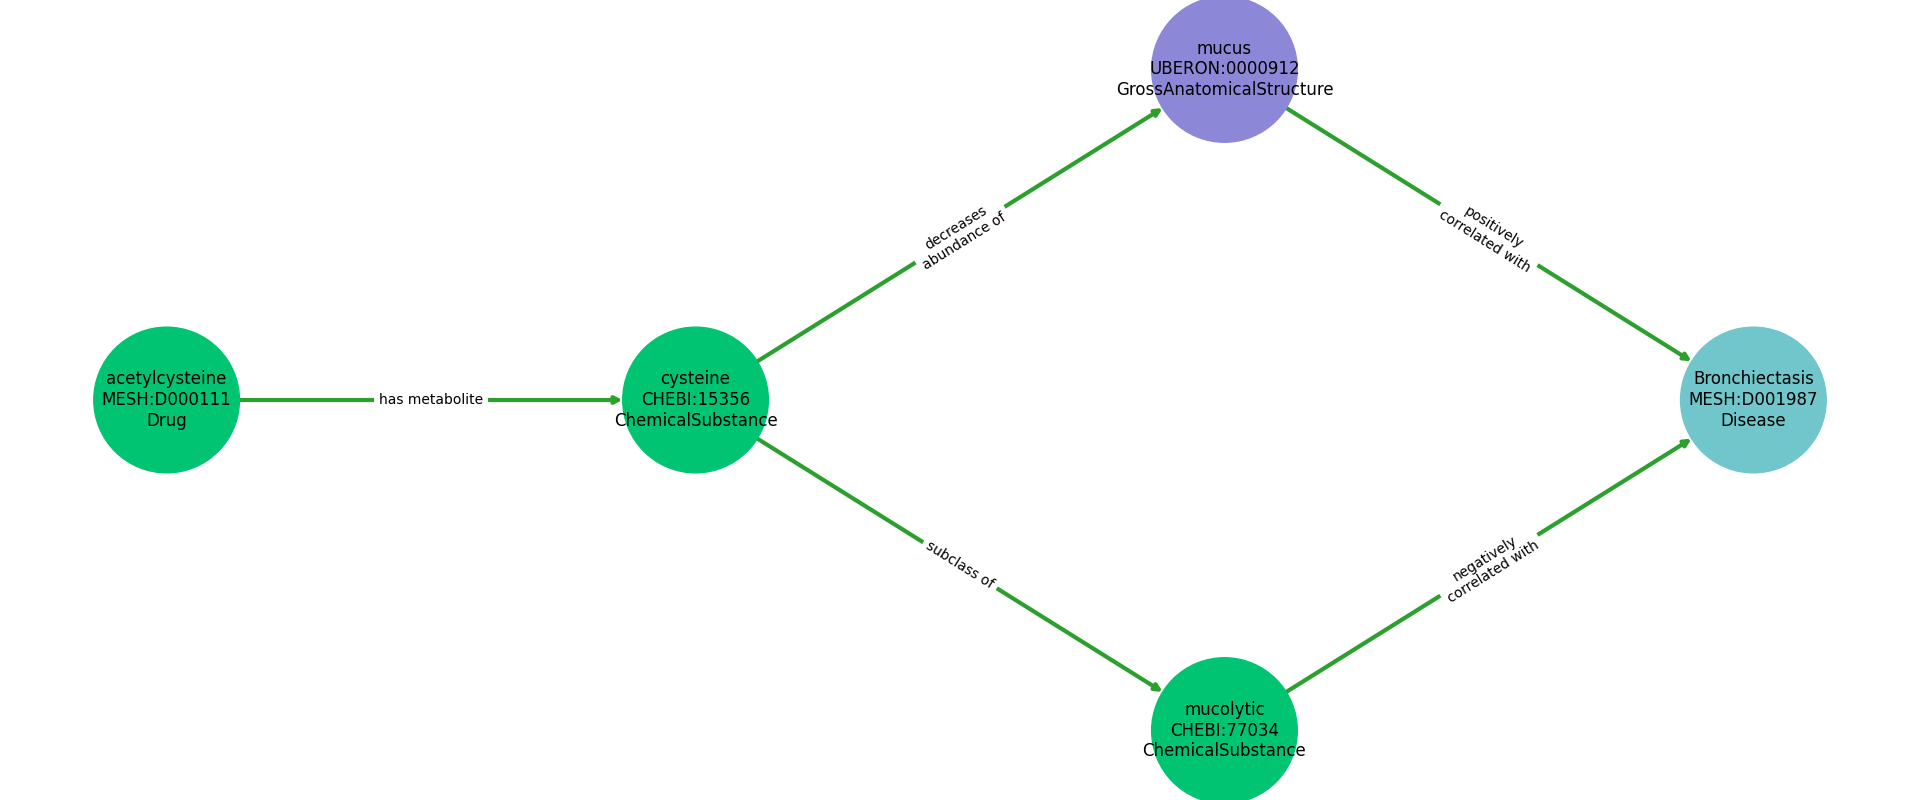 mucus
UBERON:0000912
GrossAnatomicalStructure
decreases
abundance of
positively
correlated with
acetylcysteine
MESH:D000111
Drug
has metabolite
cysteine
CHEBI:15356
ChemicalSubstance
Bronchiectasis
MESH:D001987
Disease
subclass of
negatively
correlated with
mucolytic
CHEBI:77034
ChemicalSubstance